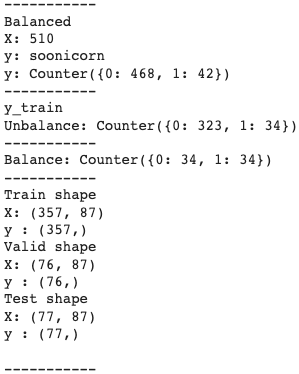 -----------
Balanced
X: 510
y: soonicorn
y: Counter({0: 468, 1: 42})
-----------
y_train
Unbalance: Counter({0: 323, 1: 34})
-----------
Balance: Counter({0: 34, 1: 34})
-----------
Train shape
X: (357, 87)
y : (357,)
Valid shape
X: (76, 87)
y : (76,)
Test shape
X: (77, 87)
y : (77,)
-----------